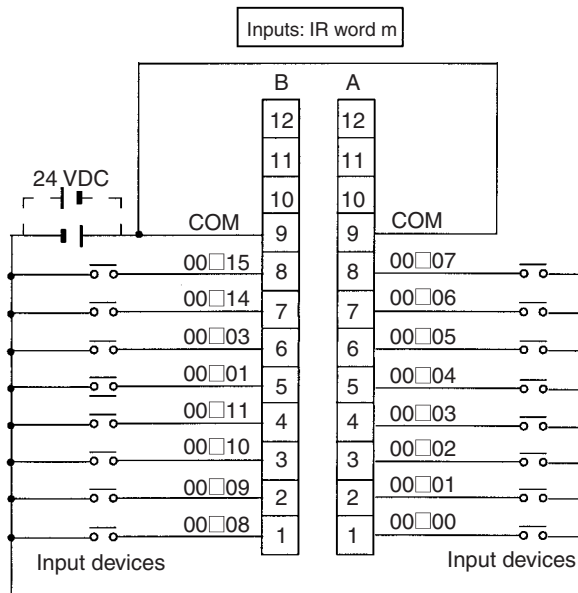 Inputs: IR word m
B A
12 12
11 11
24 VDC
10 10
COM 9 9 COM
00□15 8 8 00□07
00□14 7 7 00□06
00□03 6 6 00□05
00□01 5 5 00□04
00□11 4 4 00□03
00□10 3 3 00□02
00□09 2 2 00□01
00□08 1 1 00□00
Input devices Input devices